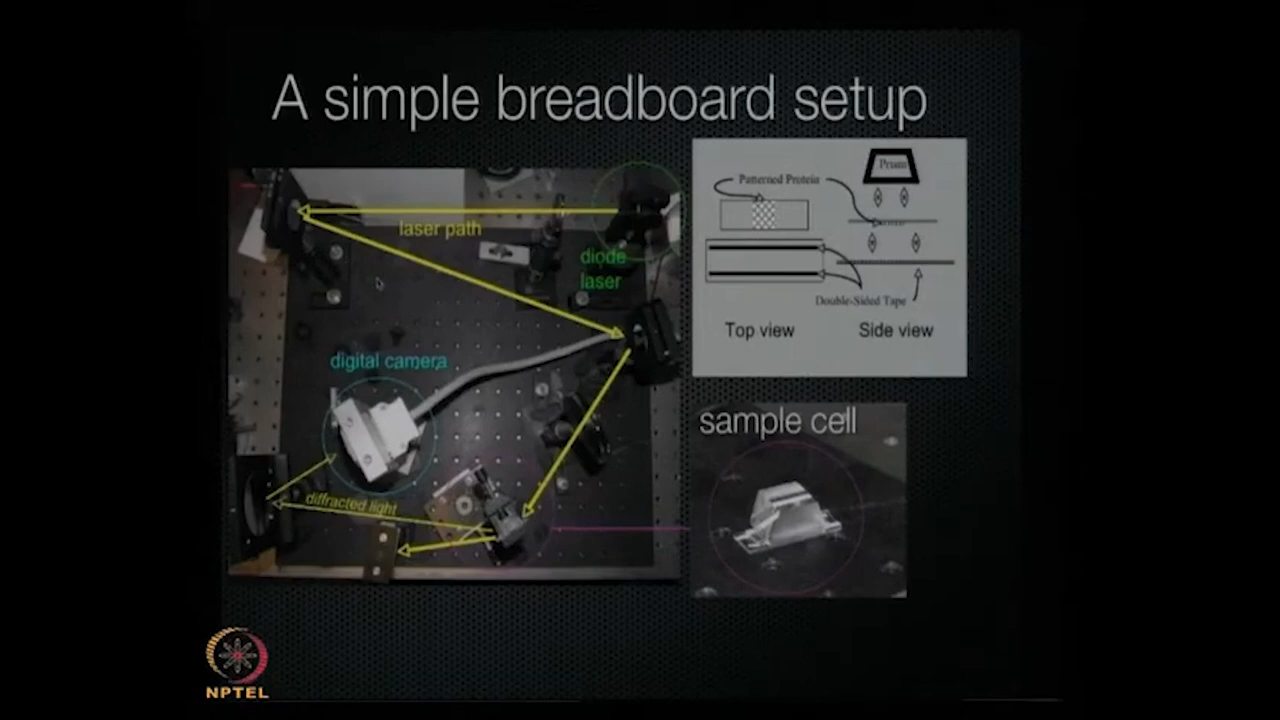 A simple breadboard setup
laser path
diode
laser
digital camera
diffracted light
Prism
Patterned Protein
Double-Sided Tape
Top view
Side view
sample cell
NPTEL